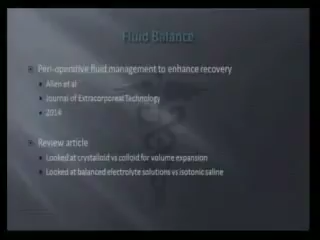 Fluid Balance
Peri-operative fluid management to enhance recovery
Allen et al
Journal of Extracorporeal Technology
2014
Review article
Looked at crystalloid vs colloid for volume expansion
Looked at balanced electrolyte solutions vs isotonic saline